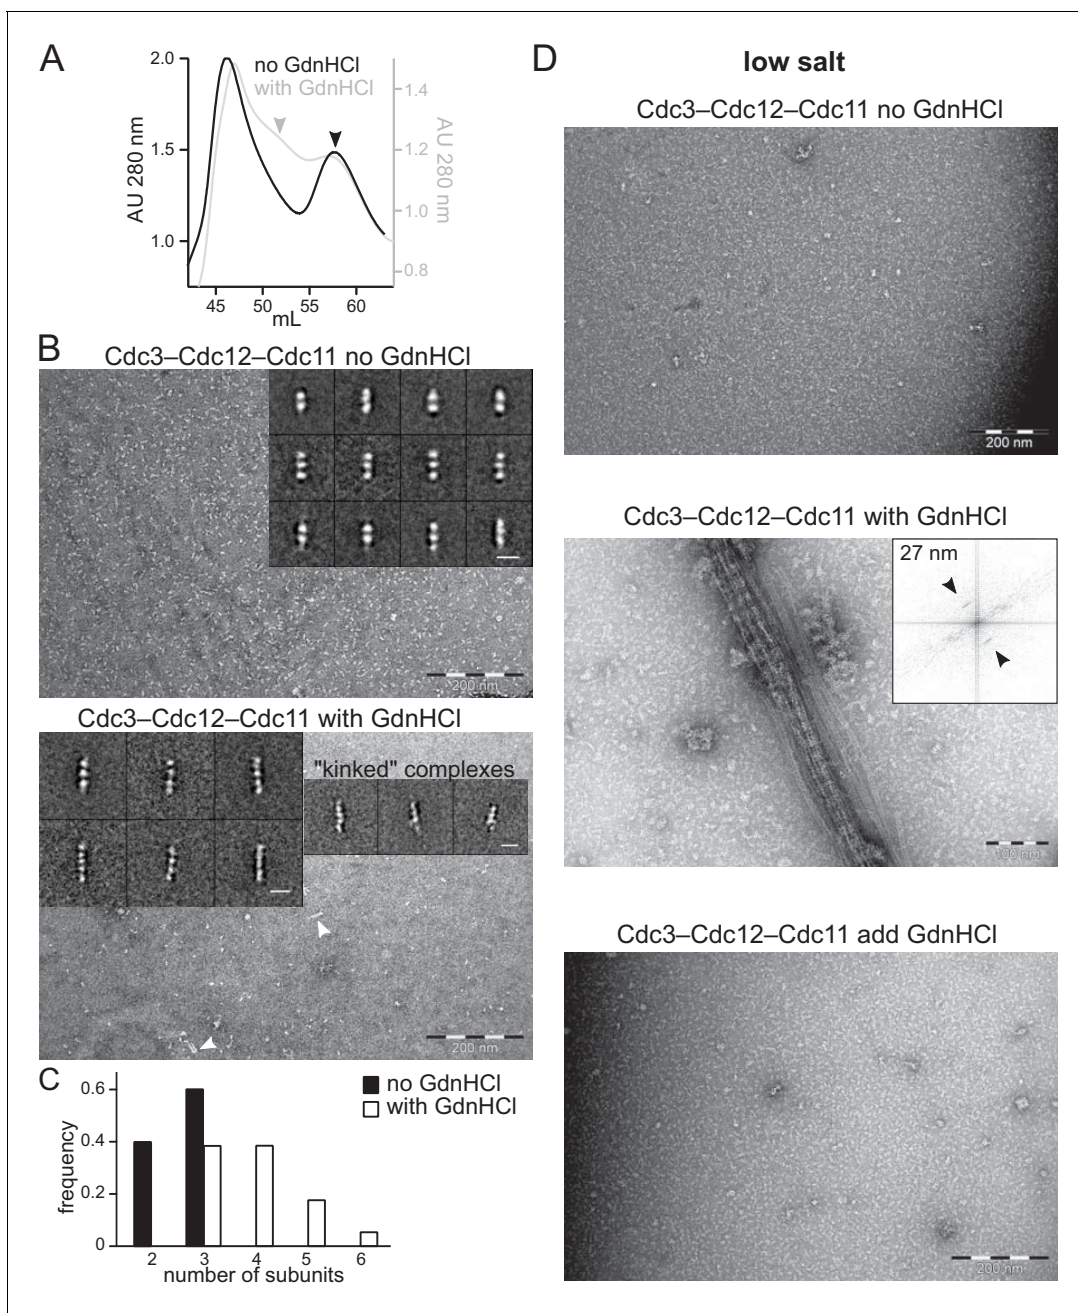 A
2.0
1.5
1.0
AU 280 nm
no GdnHCl
with GdnHCl
1.4
1.2
1.0
0.8
AU 280 nm
45
50
55
60
mL
B
Cdc3–Cdc12–Cdc11 no GdnHCl
200 nm
Cdc3–Cdc12–Cdc11 with GdnHCl
"kinked" complexes
200 nm
C
0.6
0.4
0.2
0
frequency
no GdnHCl
with GdnHCl
2
3
4
5
6
number of subunits
D
low salt
Cdc3–Cdc12–Cdc11 no GdnHCl
200 nm
Cdc3–Cdc12–Cdc11 with GdnHCl
27 nm
100 nm
Cdc3–Cdc12–Cdc11 add GdnHCl
200 nm